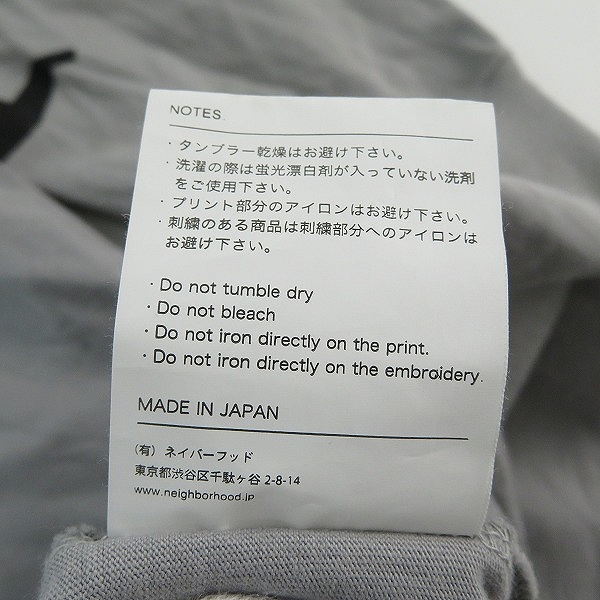 NOTES.
・タンブラー乾燥はお避け下さい。
・洗濯の際は蛍光漂白剤が入っていない洗剤
をご使用下さい。
・プリント部分のアイロンはお避け下さい。
・刺繍のある商品は刺繍部分へのアイロンは
お避け下さい。
・Do not tumble dry
・Do not bleach
・Do not iron directly on the print.
・Do not iron directly on the embroidery.
MADE IN JAPAN
(有) ネイバーフッド
東京都渋谷区千駄ヶ谷 2-8-14
www.neighborhood.jp